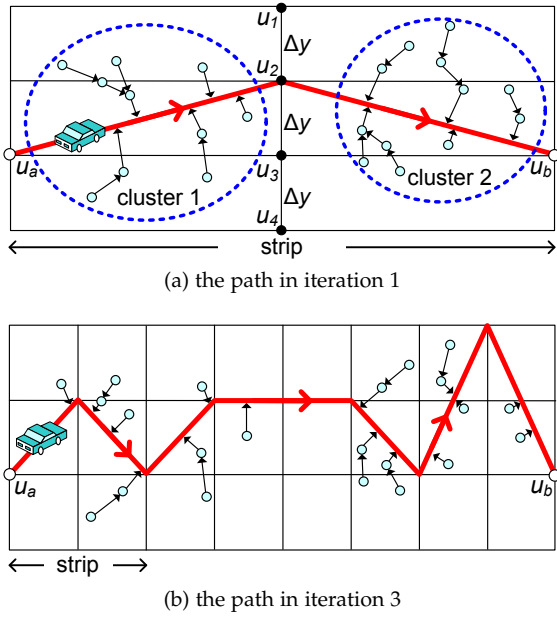 u1
Δy
u2
Δy
ua
u3
ub
cluster 1
cluster 2
Δy
u4
strip
(a) the path in iteration 1
ua
ub
strip
(b) the path in iteration 3